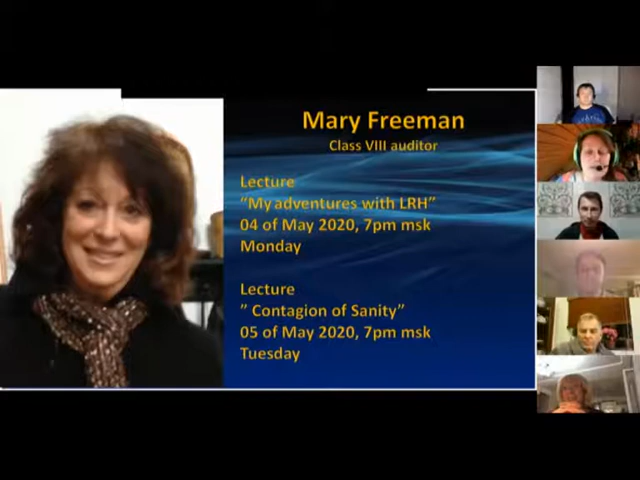 Mary Freeman
Class VIII auditor
Lecture
“My adventures with LRH”
04 of May 2020, 7pm msk
Monday
Lecture
” Contagion of Sanity”
05 of May 2020, 7pm msk
Tuesday